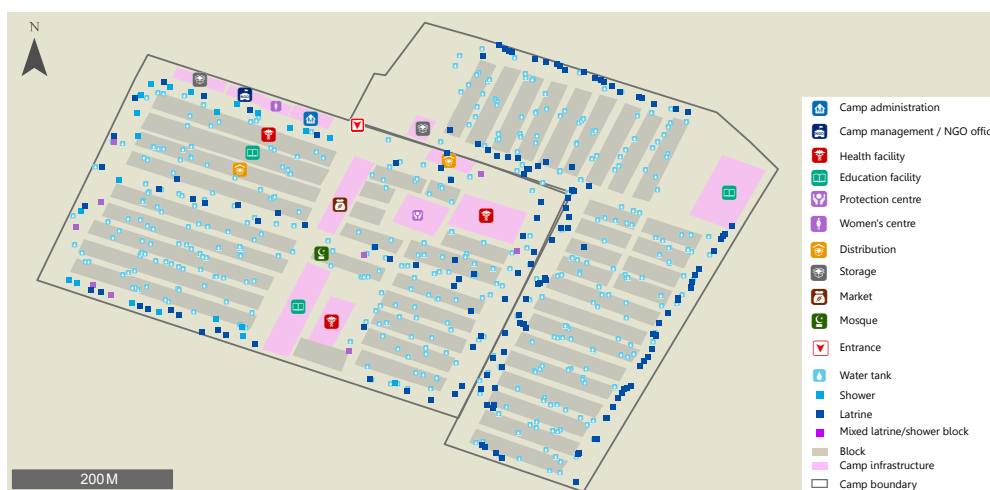 N
Camp administration
Camp management / NGO offic
Health facility
Education facility
Protection centre
Women's centre
Distribution
Storage
Market
Mosque
Entrance
Water tank
Shower
Latrine
Mixed latrine/shower block
Block
Camp infrastructure
Camp boundary
200 M